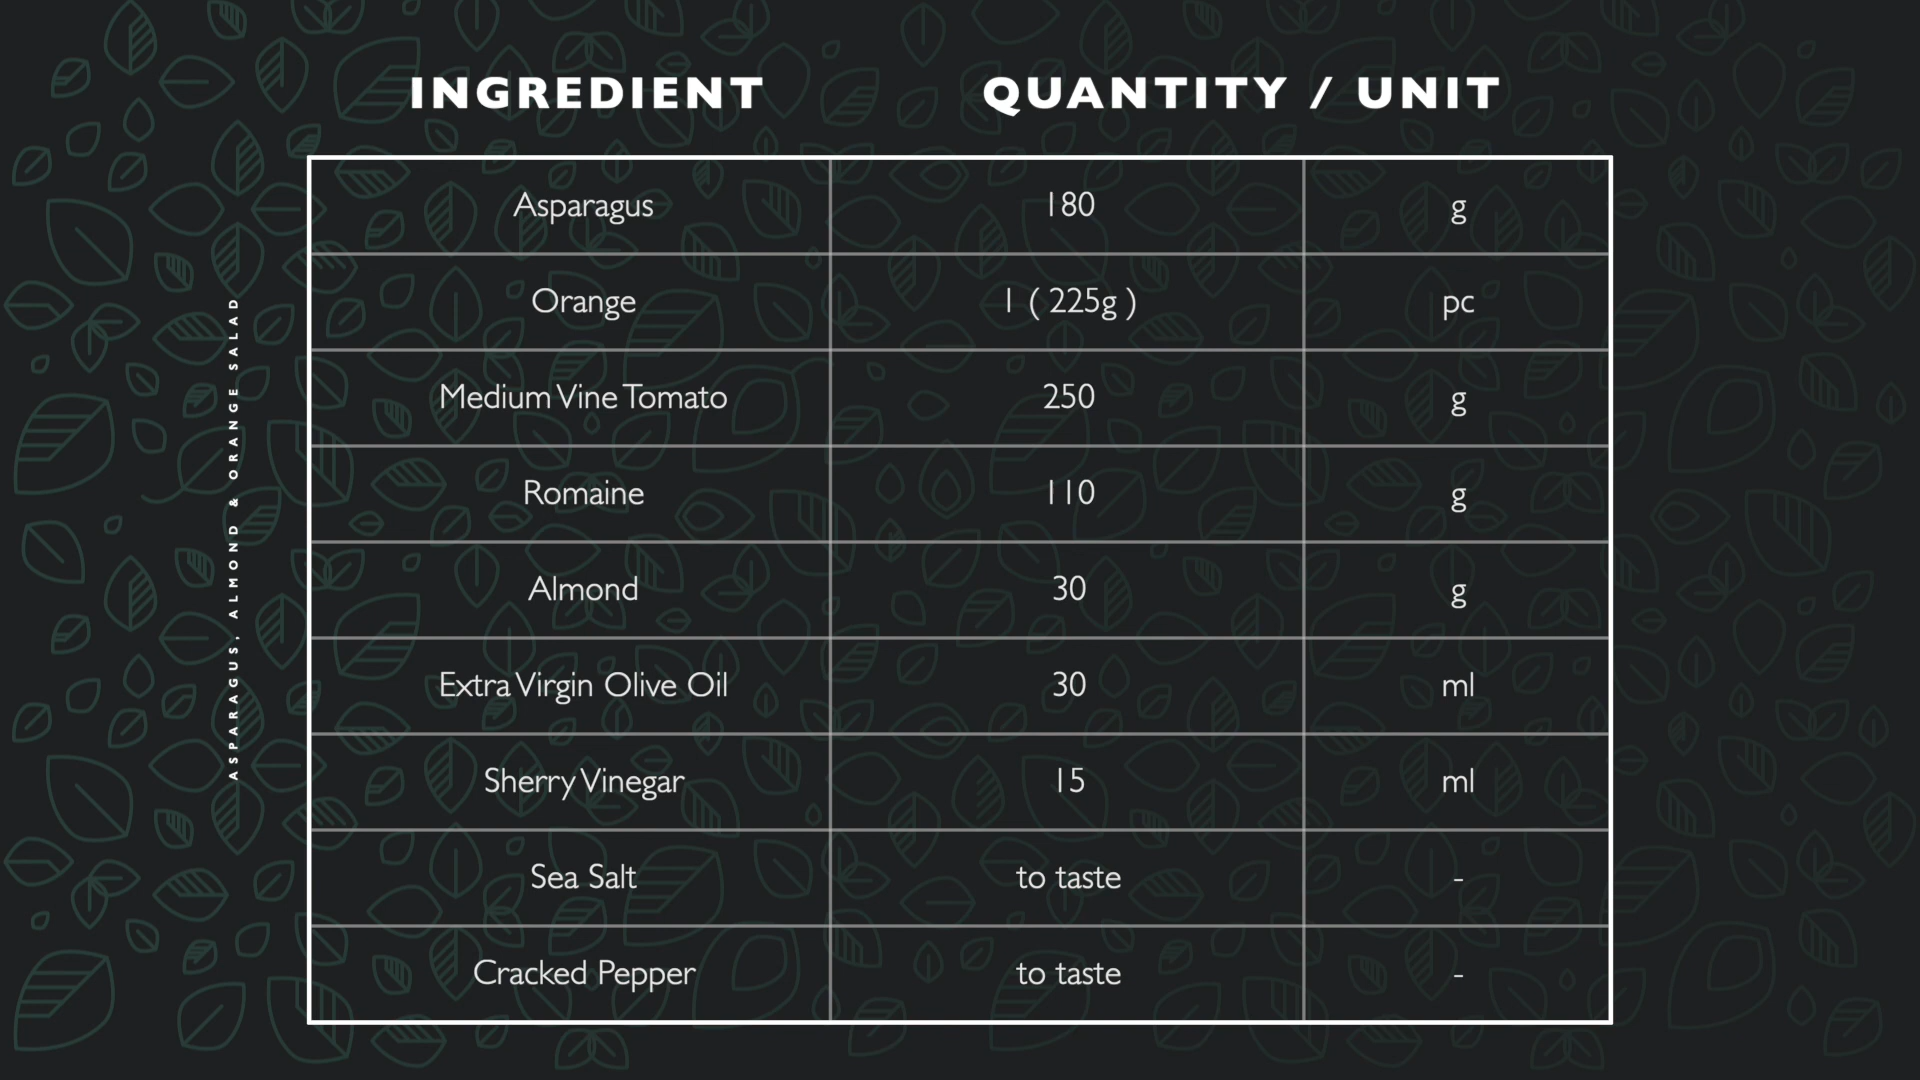 INGREDIENT QUANTITY / UNIT
Asparagus 180 g
Orange 1 ( 225g ) pc
Medium Vine Tomato 250 g
Romaine 110 g
Almond 30 g
Extra Virgin Olive Oil 30 ml
Sherry Vinegar 15 ml
Sea Salt to taste -
Cracked Pepper to taste -
ASPARAGUS, ALMOND & ORANGE SALAD